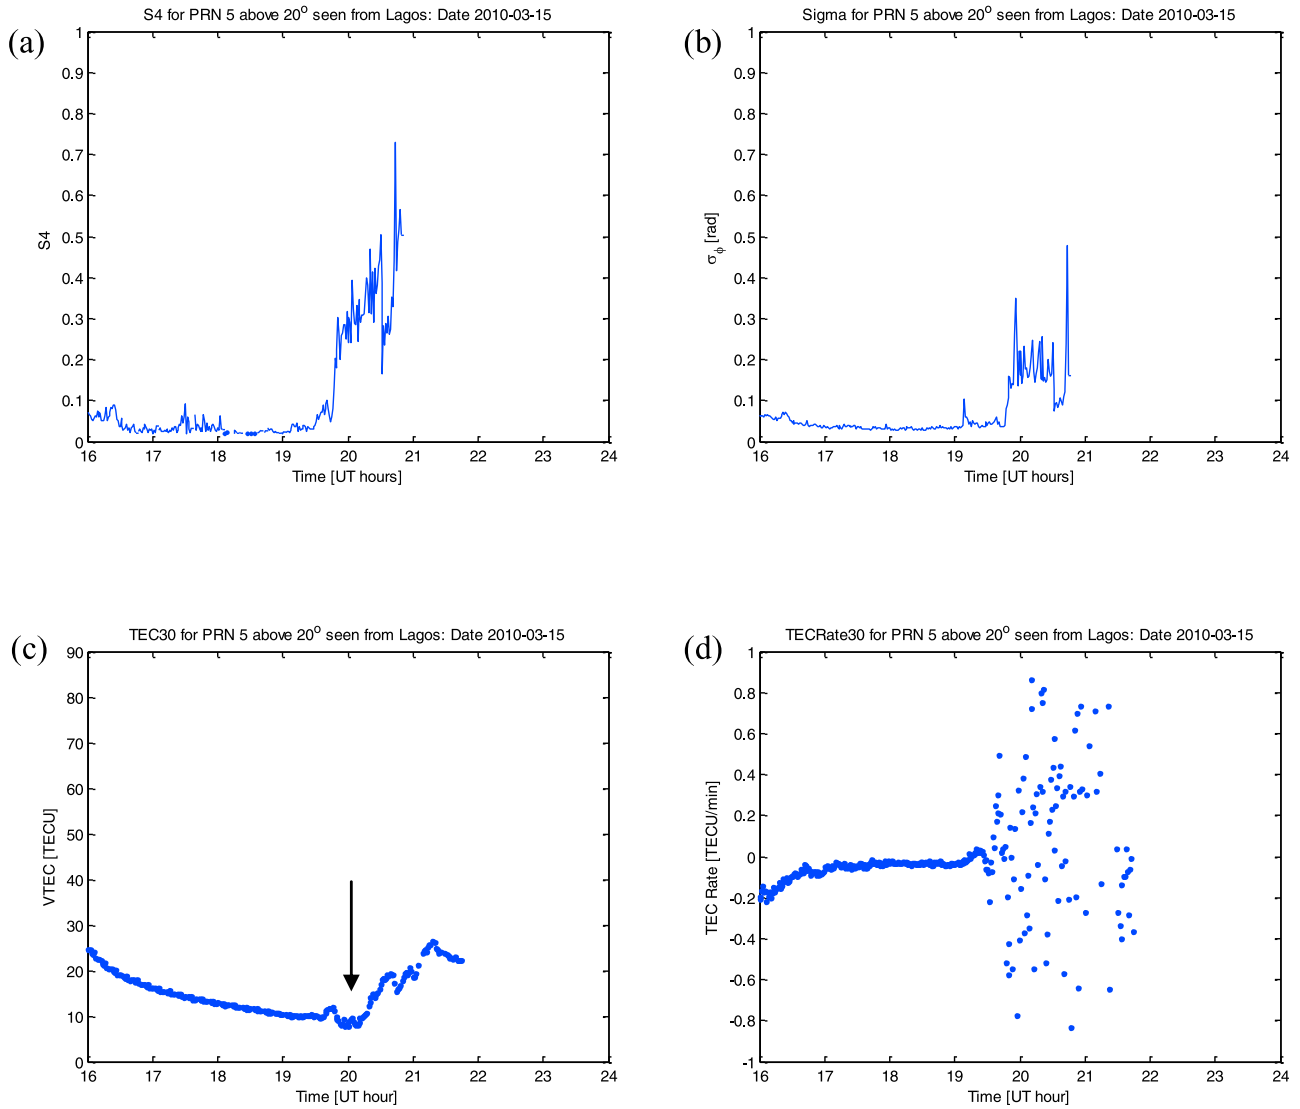 (a)
S4 for PRN 5 above 20° seen from Lagos: Date 2010-03-15
1
0.9
0.8
0.7
0.6
0.5
0.4
0.3
0.2
0.1
0
S4
16 17 18 19 20 21 22 23 24
Time [UT hours]
(b)
Sigma for PRN 5 above 20° seen from Lagos: Date 2010-03-15
1
0.9
0.8
0.7
0.6
0.5
0.4
0.3
0.2
0.1
0
σϕ [rad]
16 17 18 19 20 21 22 23 24
Time [UT hours]
(c)
TEC30 for PRN 5 above 20° seen from Lagos: Date 2010-03-15
90
80
70
60
50
40
30
20
10
0
VTEC [TECU]
16 17 18 19 20 21 22 23 24
Time [UT hour]
(d)
TECRate30 for PRN 5 above 20° seen from Lagos: Date 2010-03-15
1
0.8
0.6
0.4
0.2
0
-0.2
-0.4
-0.6
-0.8
-1
TEC Rate [TECU/min]
16 17 18 19 20 21 22 23 24
Time [UT hour]